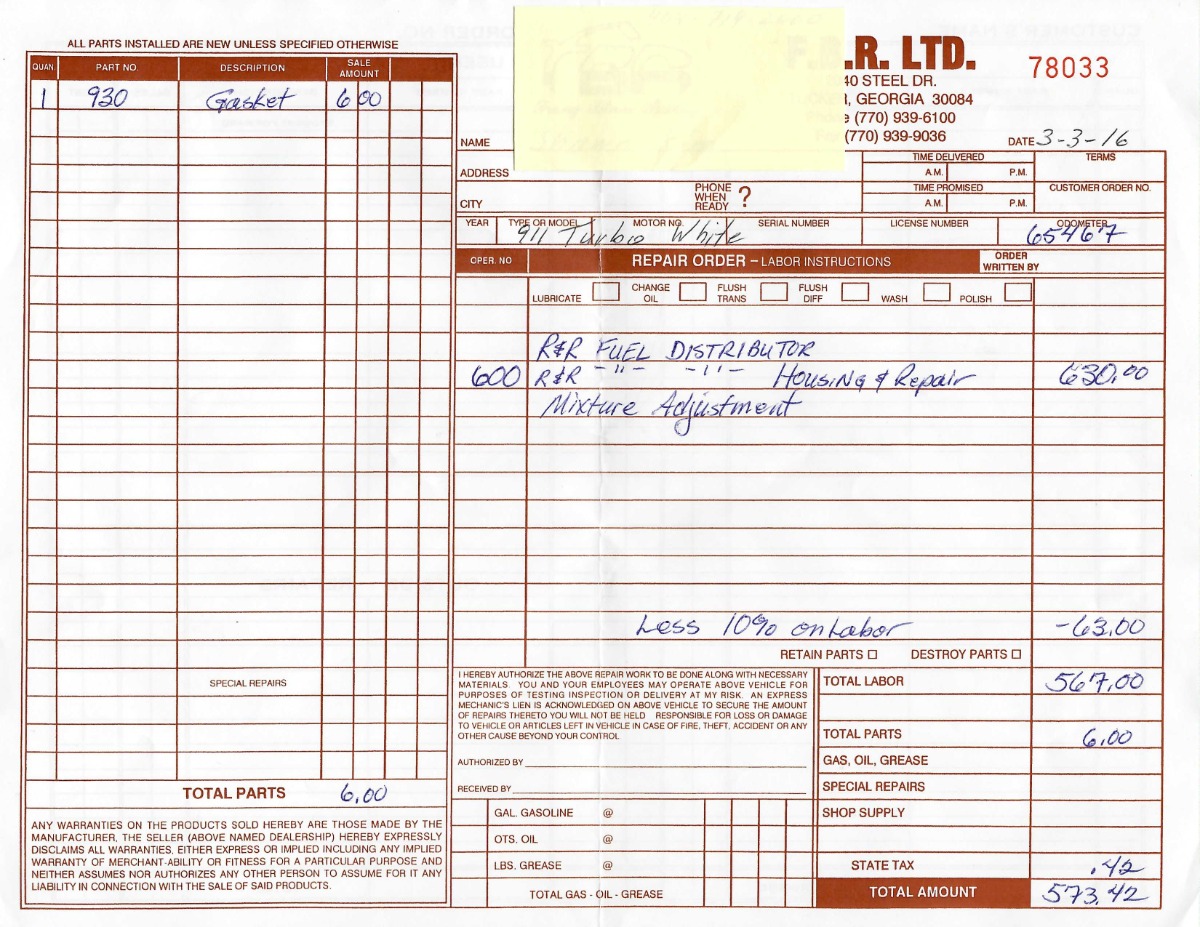 ALL PARTS INSTALLED ARE NEW UNLESS SPECIFIED OTHERWISE
QUAN. PART NO. DESCRIPTION SALE AMOUNT
1 930 Gasket 6 00
SPECIAL REPAIRS
TOTAL PARTS 6.00
ANY WARRANTIES ON THE PRODUCTS SOLD HEREBY ARE THOSE MADE BY THE
MANUFACTURER, THE SELLER (ABOVE NAMED DEALERSHIP) HEREBY EXPRESSLY
DISCLAIMS ALL WARRANTIES, EITHER EXPRESS OR IMPLIED INCLUDING ANY IMPLIED
WARRANTY OF MERCHANT-ABILITY OR FITNESS FOR A PARTICULAR PURPOSE AND
NEITHER ASSUMES NOR AUTHORIZES ANY OTHER PERSON TO ASSUME FOR IT ANY
LIABILITY IN CONNECTION WITH THE SALE OF SAID PRODUCTS.
.R. LTD.
78033
40 STEEL DR.
, GEORGIA 30084
(770) 939-6100
(770) 939-9036
NAME
DATE 3-3-16
ADDRESS
TIME DELIVERED TERMS
A.M. P.M.
CITY
PHONE WHEN READY ?
TIME PROMISED CUSTOMER ORDER NO.
A.M. P.M.
YEAR TYPE OR MODEL MOTOR NO. SERIAL NUMBER LICENSE NUMBER ODOMETER
911 Turbo White 65467
OPER. NO REPAIR ORDER – LABOR INSTRUCTIONS ORDER WRITTEN BY
LUBRICATE CHANGE OIL FLUSH TRANS FLUSH DIFF WASH POLISH
R&R FUEL DISTRIBUTOR
600 R&R -"- -"- Housing & Repair 630.00
Mixture Adjustment
Less 10% on Labor -63.00
RETAIN PARTS DESTROY PARTS
I HEREBY AUTHORIZE THE ABOVE REPAIR WORK TO BE DONE ALONG WITH NECESSARY
MATERIALS. YOU AND YOUR EMPLOYEES MAY OPERATE ABOVE VEHICLE FOR
PURPOSES OF TESTING INSPECTION OR DELIVERY AT MY RISK. AN EXPRESS
MECHANIC'S LIEN IS ACKNOWLEDGED ON ABOVE VEHICLE TO SECURE THE AMOUNT
OF REPAIRS THERETO YOU WILL NOT BE HELD RESPONSIBLE FOR LOSS OR DAMAGE
TO VEHICLE OR ARTICLES LEFT IN VEHICLE IN CASE OF FIRE, THEFT, ACCIDENT OR ANY
OTHER CAUSE BEYOND YOUR CONTROL
AUTHORIZED BY
RECEIVED BY
GAL. GASOLINE @
QTS. OIL @
LBS. GREASE @
TOTAL GAS - OIL - GREASE
TOTAL LABOR 567.00
TOTAL PARTS 6.00
GAS, OIL, GREASE
SPECIAL REPAIRS
SHOP SUPPLY
STATE TAX .42
TOTAL AMOUNT 573.42